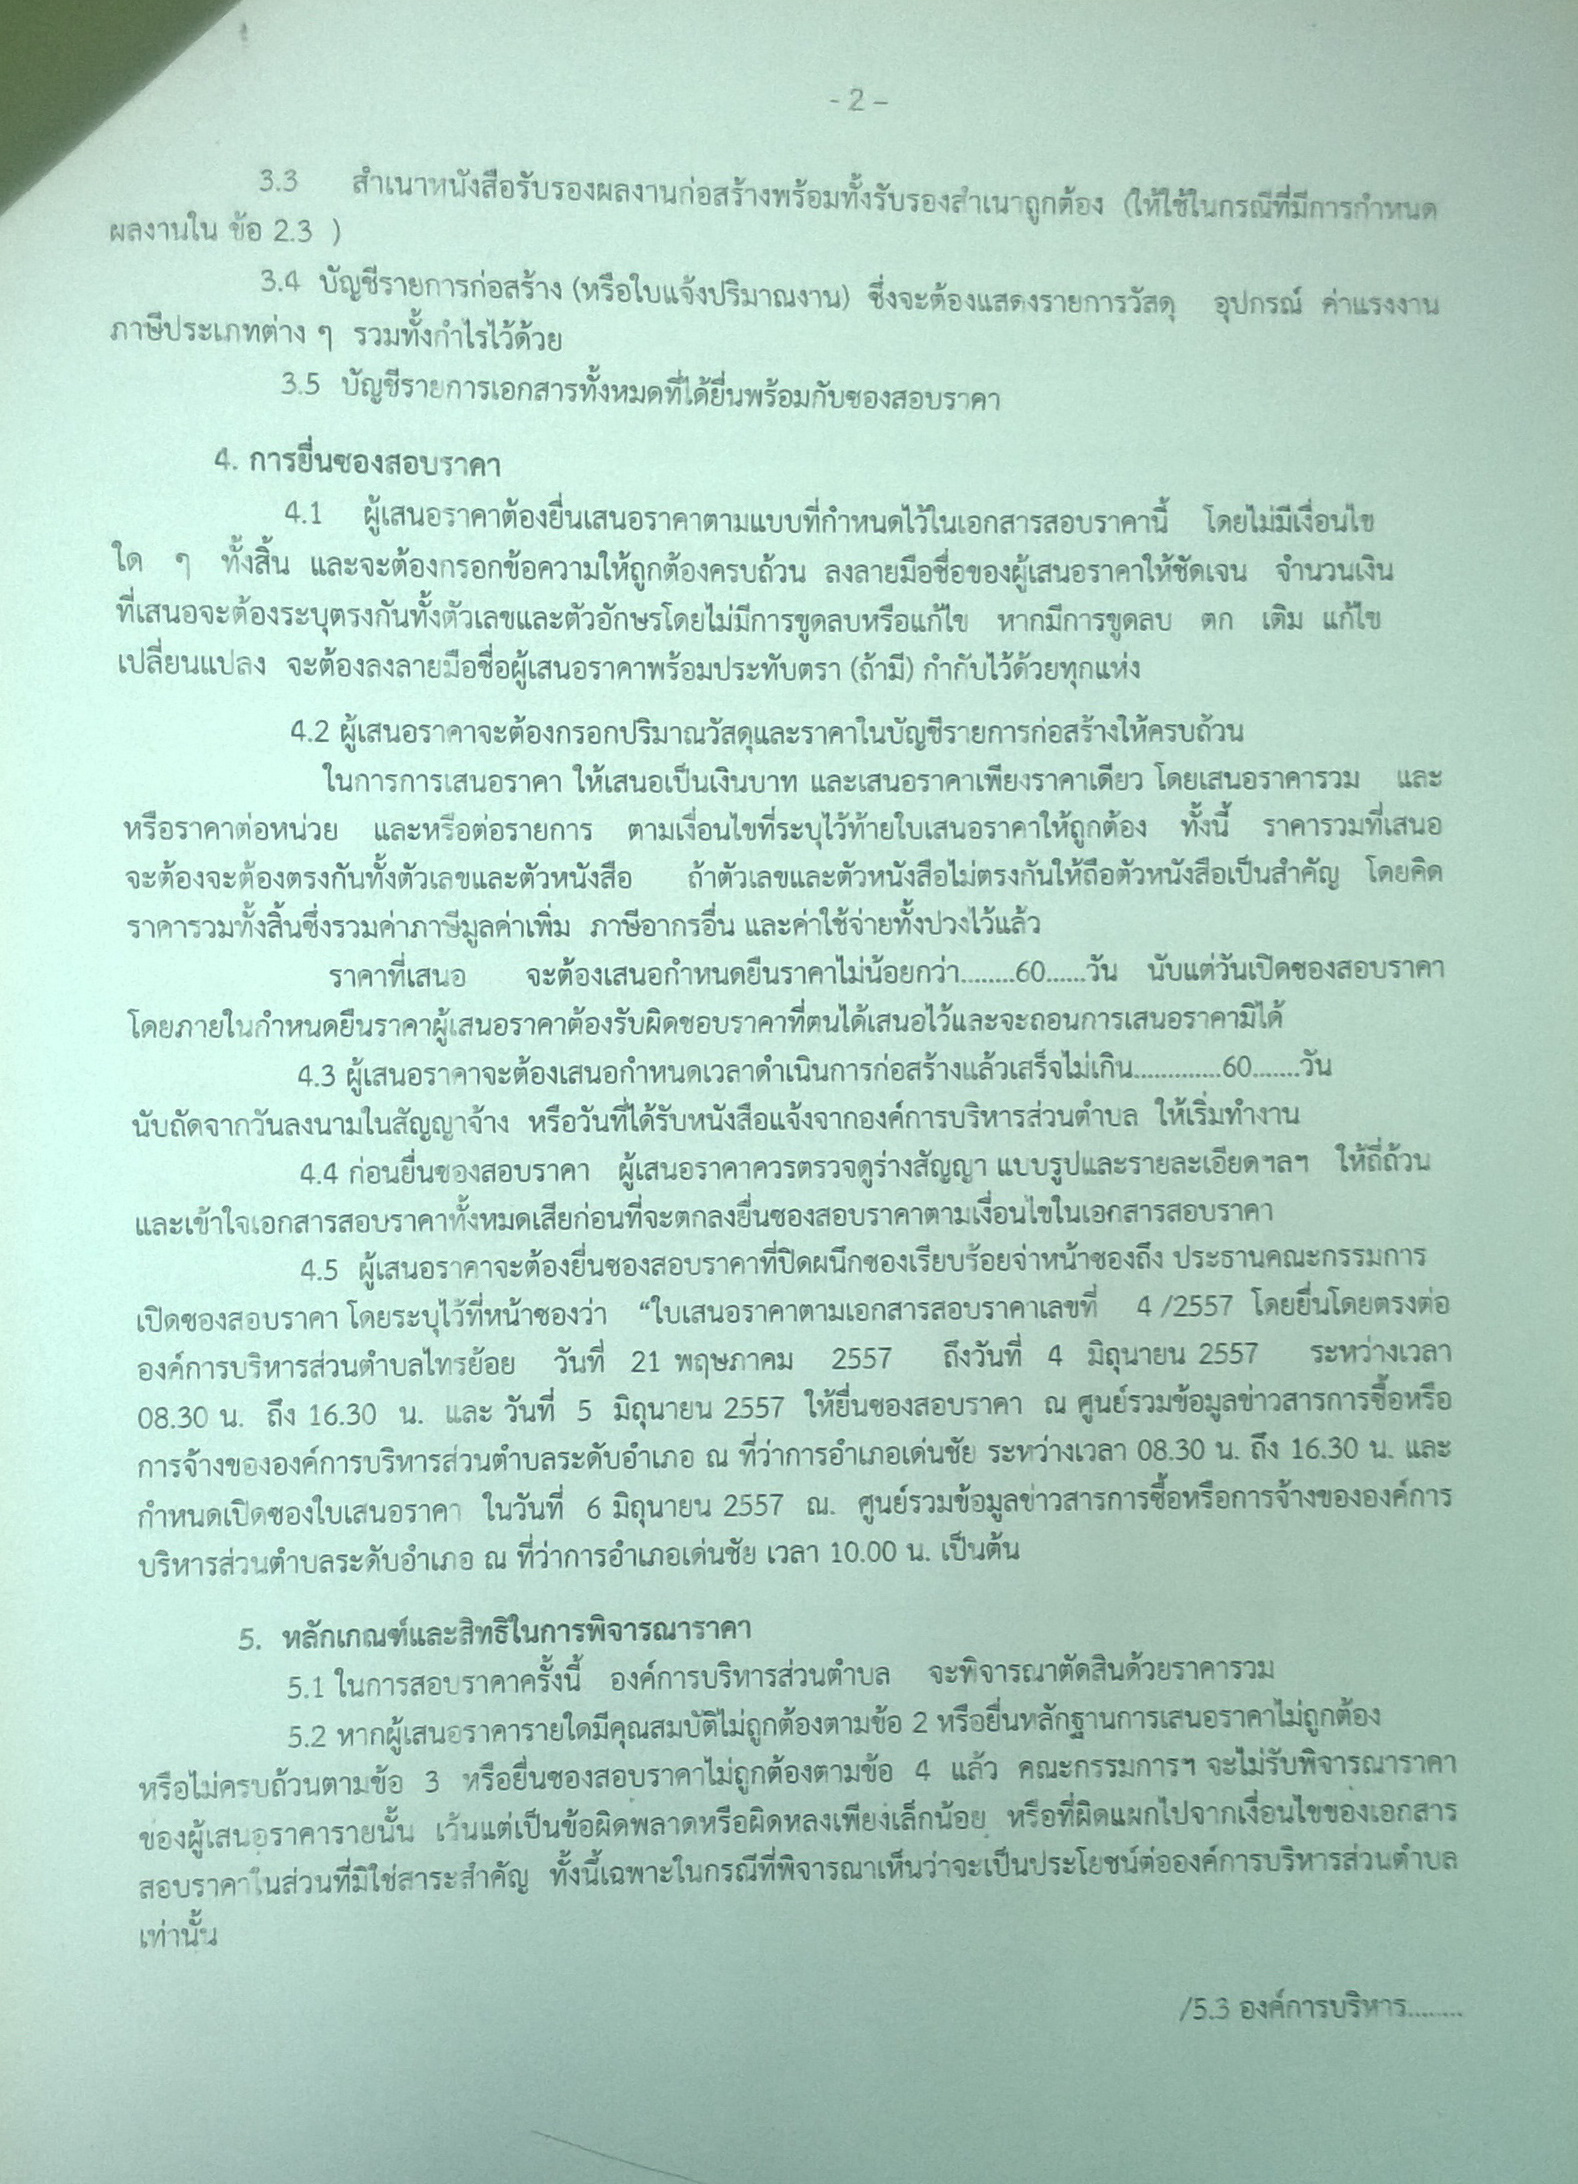 - 2 –
3.3 สำเนาหนังสือรับรองผลงานก่อสร้างพร้อมทั้งรับรองสำเนาถูกต้อง (ให้ใช้ในกรณีที่มีการกำหนด
ผลงานใน ข้อ 2.3 )
3.4 บัญชีรายการก่อสร้าง (หรือใบแจ้งปริมาณงาน) ซึ่งจะต้องแสดงรายการวัสดุ อุปกรณ์ ค่าแรงงาน
ภาษีประเภทต่าง ๆ รวมทั้งกำไรไว้ด้วย
3.5 บัญชีรายการเอกสารทั้งหมดที่ได้ยื่นพร้อมกับซองสอบราคา
4. การยื่นซองสอบราคา
4.1 ผู้เสนอราคาต้องยื่นเสนอราคาตามแบบที่กำหนดไว้ในเอกสารสอบราคานี้ โดยไม่มีเงื่อนไข
ใด ๆ ทั้งสิ้น และจะต้องกรอกข้อความให้ถูกต้องครบถ้วน ลงลายมือชื่อของผู้เสนอราคาให้ชัดเจน จำนวนเงิน
ที่เสนอจะต้องระบุตรงกันทั้งตัวเลขและตัวอักษรโดยไม่มีการขูดลบหรือแก้ไข หากมีการขูดลบ ตก เติม แก้ไข
เปลี่ยนแปลง จะต้องลงลายมือชื่อผู้เสนอราคาพร้อมประทับตรา (ถ้ามี) กำกับไว้ด้วยทุกแห่ง
4.2 ผู้เสนอราคาจะต้องกรอกปริมาณวัสดุและราคาในบัญชีรายการก่อสร้างให้ครบถ้วน
ในการการเสนอราคา ให้เสนอเป็นเงินบาท และเสนอราคาเพียงราคาเดียว โดยเสนอราคารวม และ
หรือราคาต่อหน่วย และหรือต่อรายการ ตามเงื่อนไขที่ระบุไว้ท้ายใบเสนอราคาให้ถูกต้อง ทั้งนี้ ราคารวมที่เสนอ
จะต้องจะต้องตรงกันทั้งตัวเลขและตัวหนังสือ ถ้าตัวเลขและตัวหนังสือไม่ตรงกันให้ถือตัวหนังสือเป็นสำคัญ โดยคิด
ราคารวมทั้งสิ้นซึ่งรวมค่าภาษีมูลค่าเพิ่ม ภาษีอากรอื่น และค่าใช้จ่ายทั้งปวงไว้แล้ว
ราคาที่เสนอ จะต้องเสนอกำหนดยืนราคาไม่น้อยกว่า........60......วัน นับแต่วันเปิดซองสอบราคา
โดยภายในกำหนดยืนราคาผู้เสนอราคาต้องรับผิดชอบราคาที่ตนได้เสนอไว้และจะถอนการเสนอราคามิได้
4.3 ผู้เสนอราคาจะต้องเสนอกำหนดเวลาดำเนินการก่อสร้างแล้วเสร็จไม่เกิน.............60.......วัน
นับถัดจากวันลงนามในสัญญาจ้าง หรือวันที่ได้รับหนังสือแจ้งจากองค์การบริหารส่วนตำบล ให้เริ่มทำงาน
4.4 ก่อนยื่นซองสอบราคา ผู้เสนอราคาควรตรวจดูร่างสัญญา แบบรูปและรายละเอียดฯลฯ ให้ถี่ถ้วน
และเข้าใจเอกสารสอบราคาทั้งหมดเสียก่อนที่จะตกลงยื่นซองสอบราคาตามเงื่อนไขในเอกสารสอบราคา
4.5 ผู้เสนอราคาจะต้องยื่นซองสอบราคาที่ปิดผนึกซองเรียบร้อยจ่าหน้าซองถึง ประธานคณะกรรมการ
เปิดซองสอบราคา โดยระบุไว้ที่หน้าซองว่า “ใบเสนอราคาตามเอกสารสอบราคาเลขที่ 4 /2557 โดยยื่นโดยตรงต่อ
องค์การบริหารส่วนตำบลไทรย้อย วันที่ 21 พฤษภาคม 2557 ถึงวันที่ 4 มิถุนายน 2557 ระหว่างเวลา
08.30 น. ถึง 16.30 น. และ วันที่ 5 มิถุนายน 2557 ให้ยื่นซองสอบราคา ณ ศูนย์รวมข้อมูลข่าวสารการซื้อหรือ
การจ้างขององค์การบริหารส่วนตำบลระดับอำเภอ ณ ที่ว่าการอำเภอเด่นชัย ระหว่างเวลา 08.30 น. ถึง 16.30 น. และ
กำหนดเปิดซองใบเสนอราคา ในวันที่ 6 มิถุนายน 2557 ณ. ศูนย์รวมข้อมูลข่าวสารการซื้อหรือการจ้างขององค์การ
บริหารส่วนตำบลระดับอำเภอ ณ ที่ว่าการอำเภอเด่นชัย เวลา 10.00 น. เป็นต้น
5. หลักเกณฑ์และสิทธิในการพิจารณาราคา
5.1 ในการสอบราคาครั้งนี้ องค์การบริหารส่วนตำบล จะพิจารณาตัดสินด้วยราคารวม
5.2 หากผู้เสนอราคารายใดมีคุณสมบัติไม่ถูกต้องตามข้อ 2 หรือยื่นหลักฐานการเสนอราคาไม่ถูกต้อง
หรือไม่ครบถ้วนตามข้อ 3 หรือยื่นซองสอบราคาไม่ถูกต้องตามข้อ 4 แล้ว คณะกรรมการฯ จะไม่รับพิจารณาราคา
ของผู้เสนอราคารายนั้น เว้นแต่เป็นข้อผิดพลาดหรือผิดหลงเพียงเล็กน้อย หรือที่ผิดแผกไปจากเงื่อนไขของเอกสาร
สอบราคาในส่วนที่มิใช่สาระสำคัญ ทั้งนี้เฉพาะในกรณีที่พิจารณาเห็นว่าจะเป็นประโยชน์ต่อองค์การบริหารส่วนตำบล
เท่านั้น
/5.3 องค์การบริหาร........